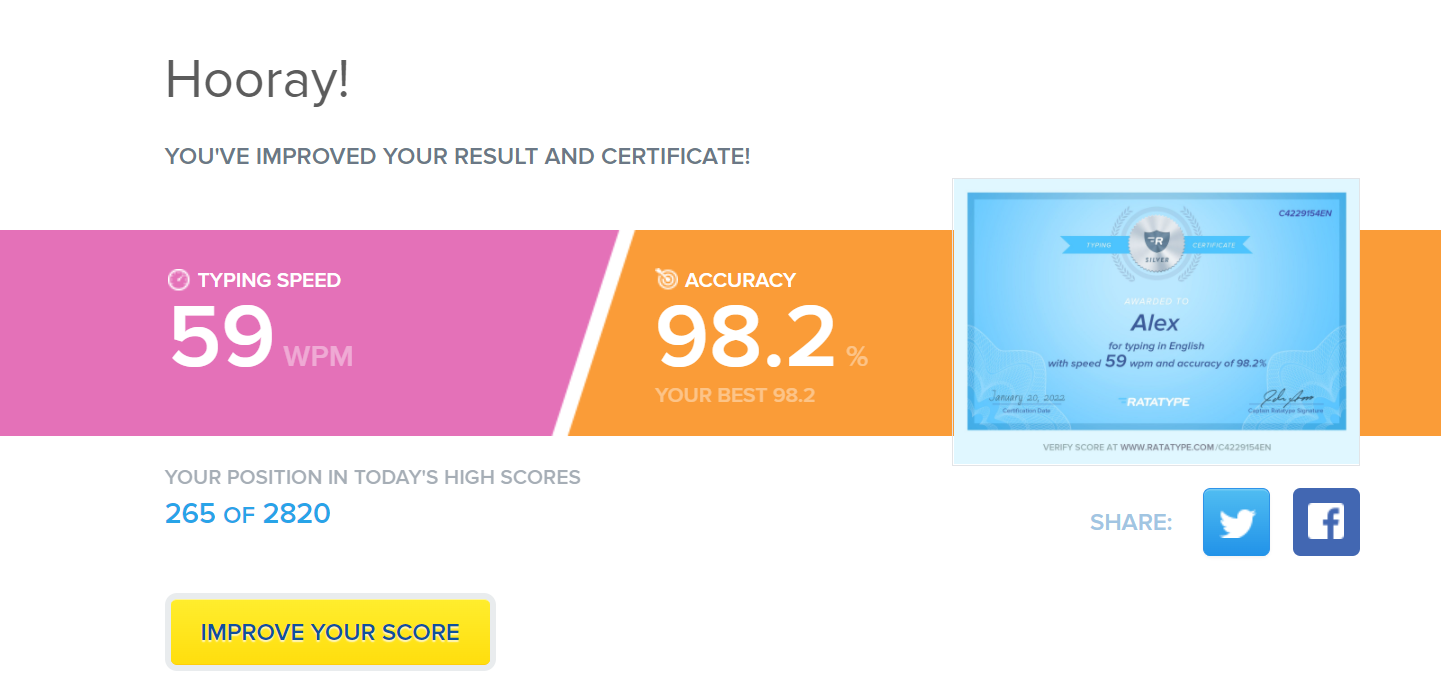 Hooray!
YOU'VE IMPROVED YOUR RESULT AND CERTIFICATE!
TYPING SPEED
59 WPM
ACCURACY
98.2 %
YOUR BEST 98.2
C4229154EN
TYPING
R
CERTIFICATE
SILVER
AWARDED TO
Alex
for typing in English
with speed 59 wpm and accuracy of 98.2%
January 20, 2022
Certification Date
RATATYPE
Captain Ratatype Signature
VERIFY SCORE AT WWW.RATATYPE.COM/C4229154EN
YOUR POSITION IN TODAY'S HIGH SCORES
265 OF 2820
SHARE:
IMPROVE YOUR SCORE